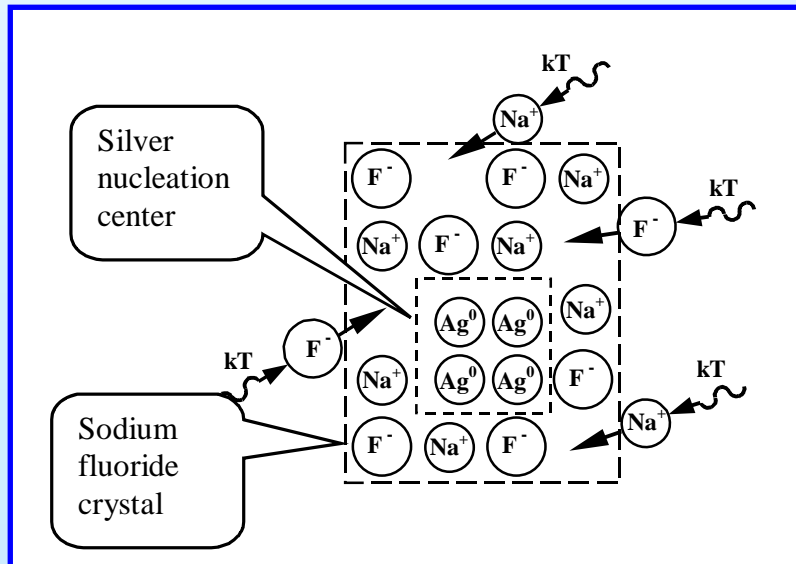 Silver
nucleation
center
kT
Na⁺
F⁻ F⁻ Na⁺
kT
F⁻
Na⁺ F⁻ Na⁺
Ag⁰ Ag⁰ Na⁺
F⁻
kT
Na⁺ Ag⁰ Ag⁰ F⁻
kT
Na⁺
F⁻ Na⁺ F⁻
Sodium
fluoride
crystal